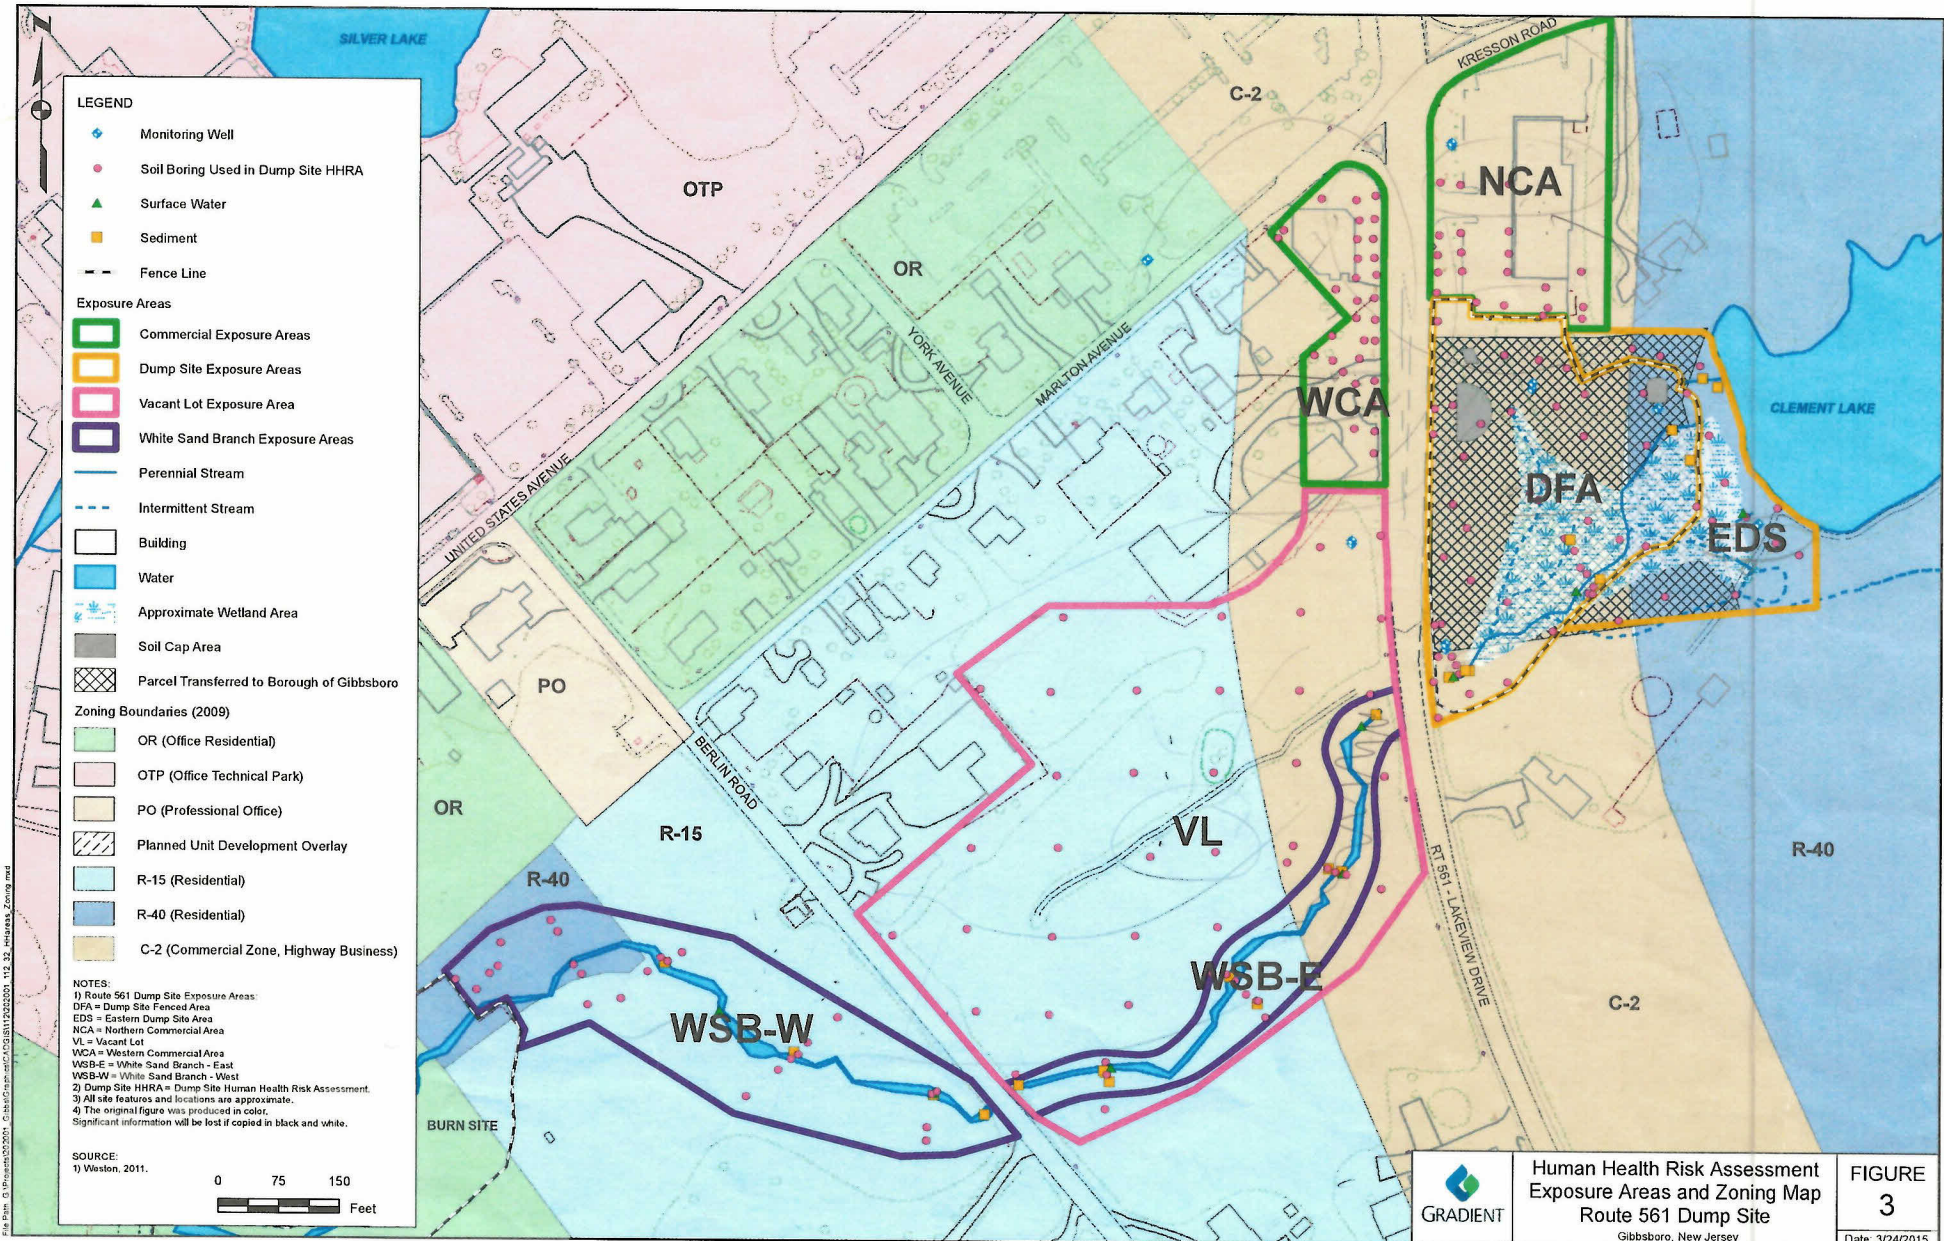 SILVER LAKE
LEGEND
Monitoring Well
Soil Boring Used in Dump Site HHRA
Surface Water
Sediment
Fence Line
Exposure Areas
Commercial Exposure Areas
Dump Site Exposure Areas
Vacant Lot Exposure Area
White Sand Branch Exposure Areas
Perennial Stream
Intermittent Stream
Building
Water
Approximate Wetland Area
Soil Cap Area
Parcel Transferred to Borough of Gibbsboro
Zoning Boundaries (2009)
OR (Office Residential)
OTP (Office Technical Park)
PO (Professional Office)
Planned Unit Development Overlay
R-15 (Residential)
R-40 (Residential)
C-2 (Commercial Zone, Highway Business)
NOTES:
1) Route 561 Dump Site Exposure Areas:
DFA = Dump Site Fenced Area
EDS = Eastern Dump Site Area
NCA = Northern Commercial Area
VL = Vacant Lot
WCA = Western Commercial Area
WSB-E = White Sand Branch - East
WSB-W = White Sand Branch - West
2) Dump Site HHRA = Dump Site Human Health Risk Assessment.
3) All site features and locations are approximate.
4) The original figure was produced in color.
Significant information will be lost if copied in black and white.
SOURCE:
1) Weston, 2011.
0 75 150
Feet
OTP
C-2
KRESSON ROAD
NCA
OR
YORK AVENUE
MARLTON AVENUE
WCA
CLEMENT LAKE
UNITED STATES AVENUE
DFA
EDS
PO
BERLIN ROAD
OR
R-15
VL
RT 561 - LAKEVIEW DRIVE
R-40
R-40
WSB-E
C-2
WSB-W
BURN SITE
GRADIENT
Human Health Risk Assessment
Exposure Areas and Zoning Map
Route 561 Dump Site
Gibbsboro, New Jersey
FIGURE
3
Date: 3/24/2015